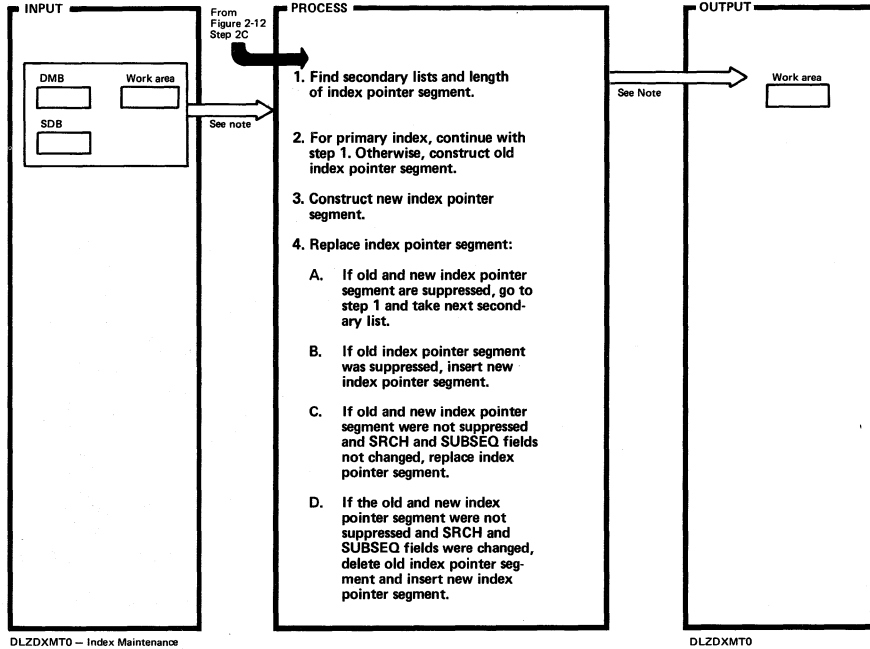 INPUT
From
Figure 2-12
Step 2C
PROCESS
OUTPUT
DMB
Work area
SDB
See note
1. Find secondary lists and length
of index pointer segment.
2. For primary index, continue with
step 1. Otherwise, construct old
index pointer segment.
3. Construct new index pointer
segment.
4. Replace index pointer segment:
A. If old and new index pointer
segment are suppressed, go to
step 1 and take next second-
ary list.
B. If old index pointer segment
was suppressed, insert new
index pointer segment.
C. If old and new index pointer
segment were not suppressed
and SRCH and SUBSEQ fields
not changed, replace index
pointer segment.
D. If the old and new index
pointer segment were not
suppressed and SRCH and
SUBSEQ fields were changed,
delete old index pointer seg-
ment and insert new index
pointer segment.
See Note
Work area
DLZDXMT0 – Index Maintenance
DLZDXMT0